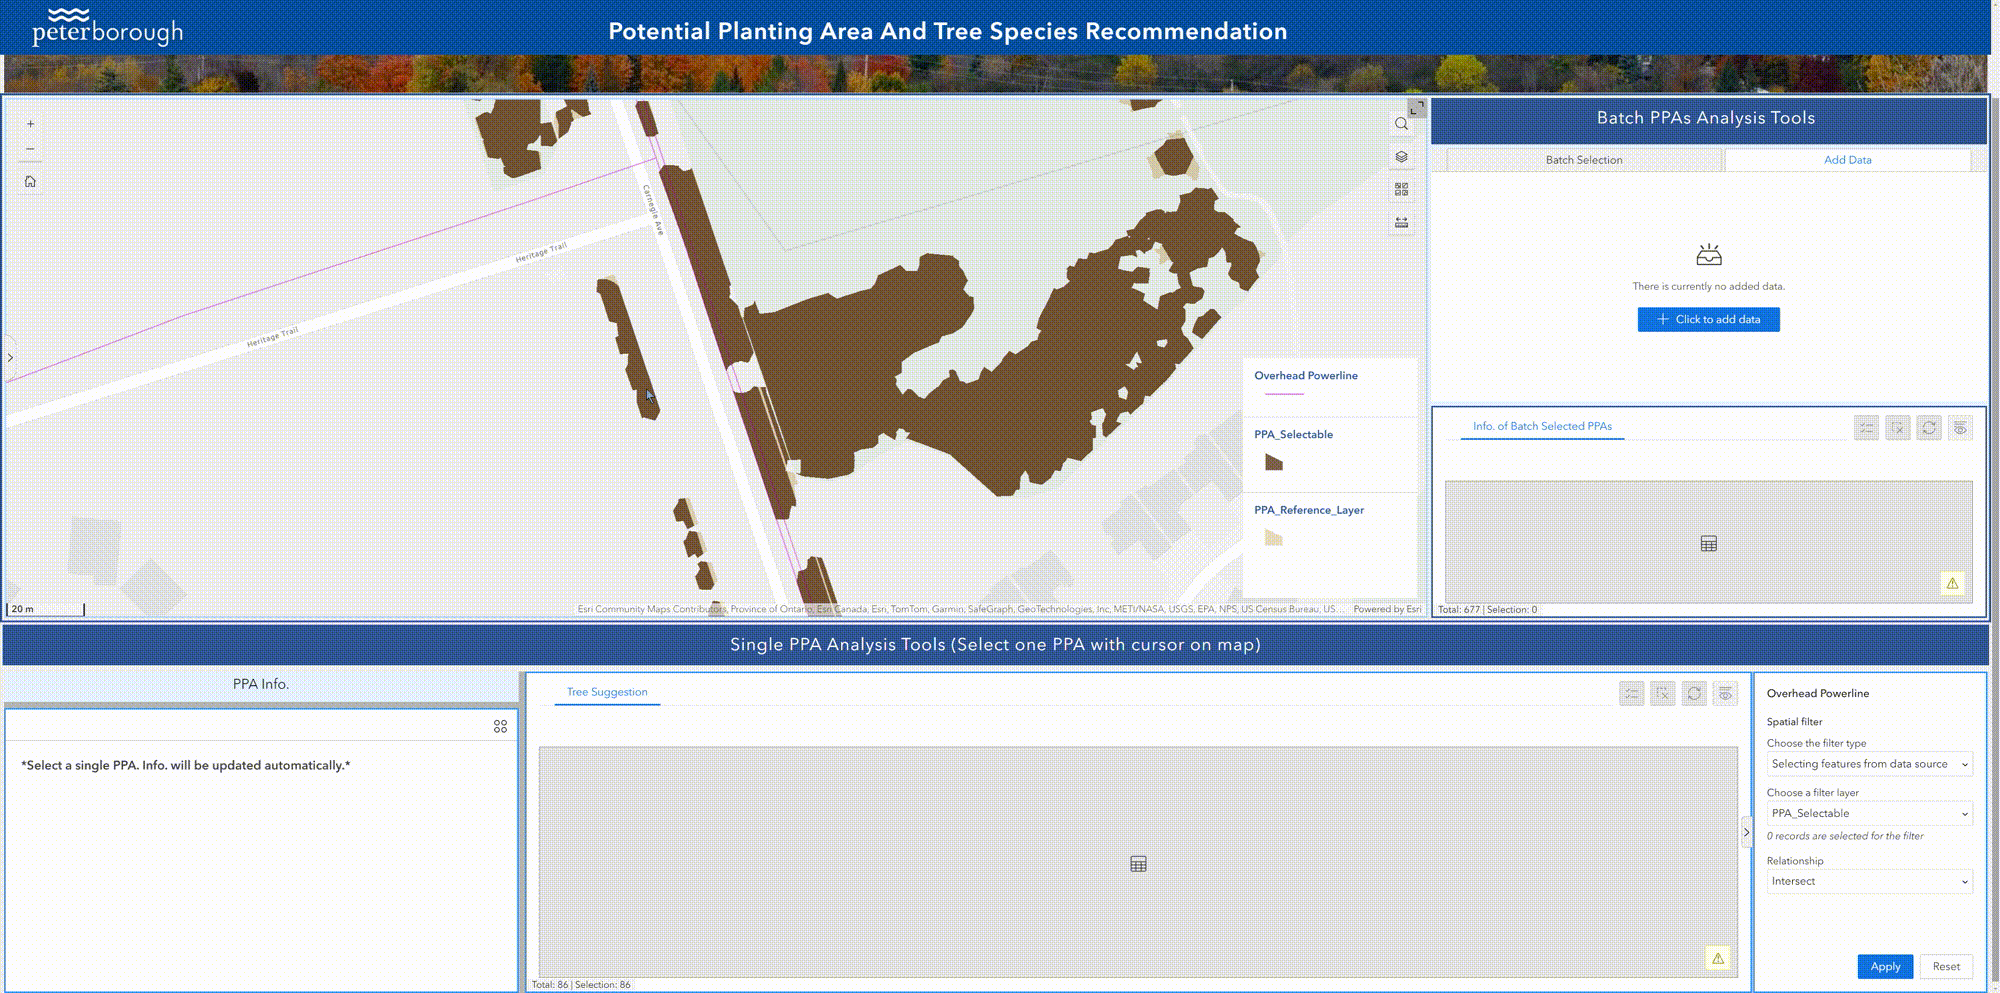 peterborough
Potential Planting Area And Tree Species Recommendation
Batch PPAs Analysis Tools
Batch Selection
Add Data
There is currently no added data.
Click to add data
Carnegie Ave
Heritage Trail
Heritage Trail
Overhead Powerline
PPA_Selectable
PPA_Reference_Layer
Info. of Batch Selected PPAs
20 m
Esri Community Maps Contributors, Province of Ontario, Esri Canada, Esri, TomTom, Garmin, SafeGraph, GeoTechnologies, Inc, METI/NASA, USGS, EPA, NPS, US Census Bureau, US...
Powered by Esri
Total: 677 | Selection: 0
Single PPA Analysis Tools (Select one PPA with cursor on map)
PPA Info.
*Select a single PPA. Info. will be updated automatically.*
Tree Suggestion
Total: 86 | Selection: 86
Overhead Powerline
Spatial filter
Choose the filter type
Selecting features from data source
Choose a filter layer
PPA_Selectable
0 records are selected for the filter
Relationship
Intersect
Apply
Reset